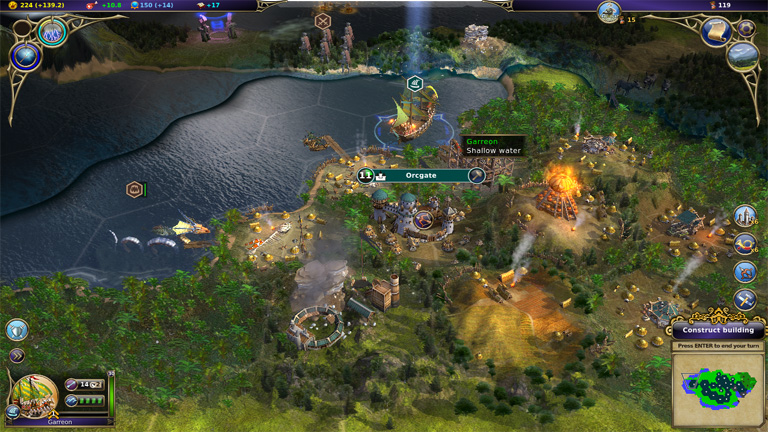 224 (+139.2)
+10.8
150 (+14)
+17
15
119
Garreon
Shallow water
11
Orcgate
Construct building
Press ENTER to end your turn
14
Garreon